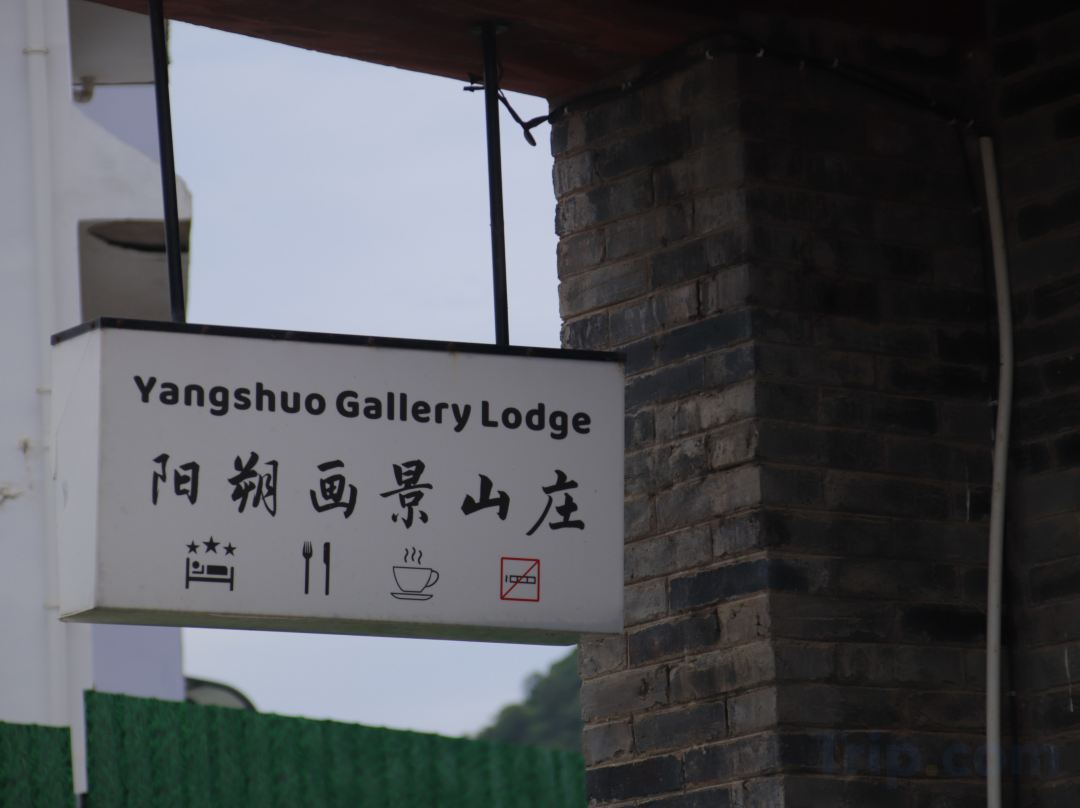 Yangshuo Gallery Lodge
阳朔画景山庄
Trip.com